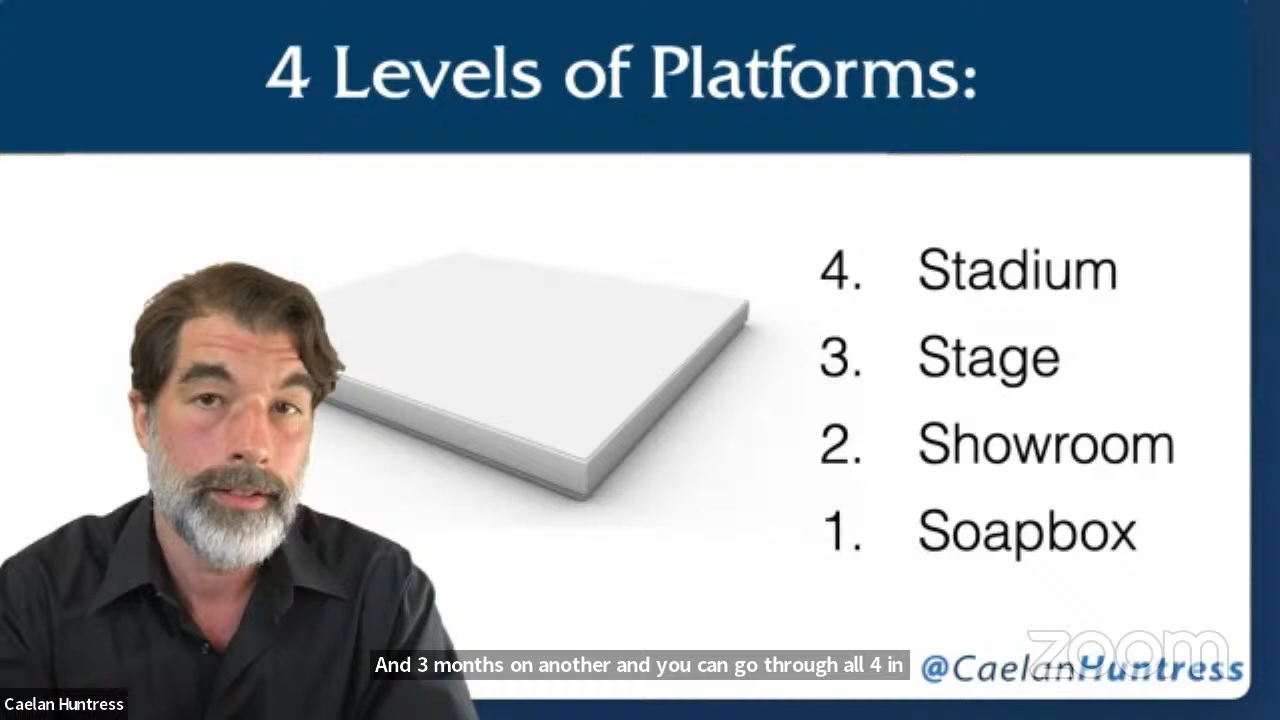 4 Levels of Platforms:
4. Stadium
3. Stage
2. Showroom
1. Soapbox
zoom
And 3 months on another and you can go through all 4 in
@CaelanHuntress
Caelan Huntress